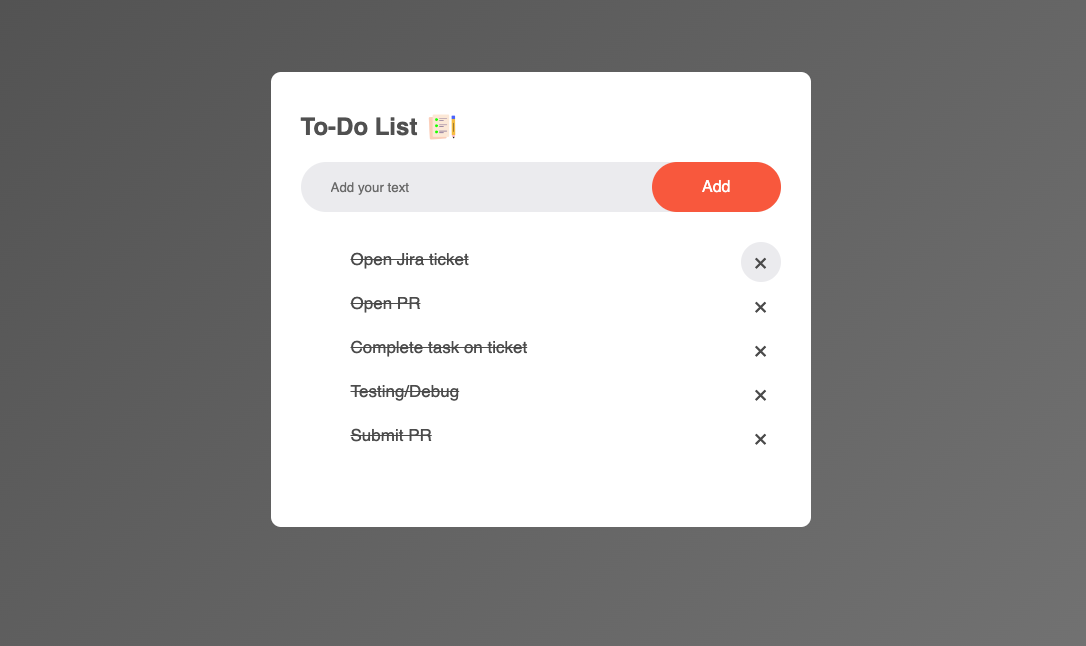 To-Do List
Add your text
Add
Open Jira ticket
×
Open PR
×
Complete task on ticket
×
Testing/Debug
×
Submit PR
×